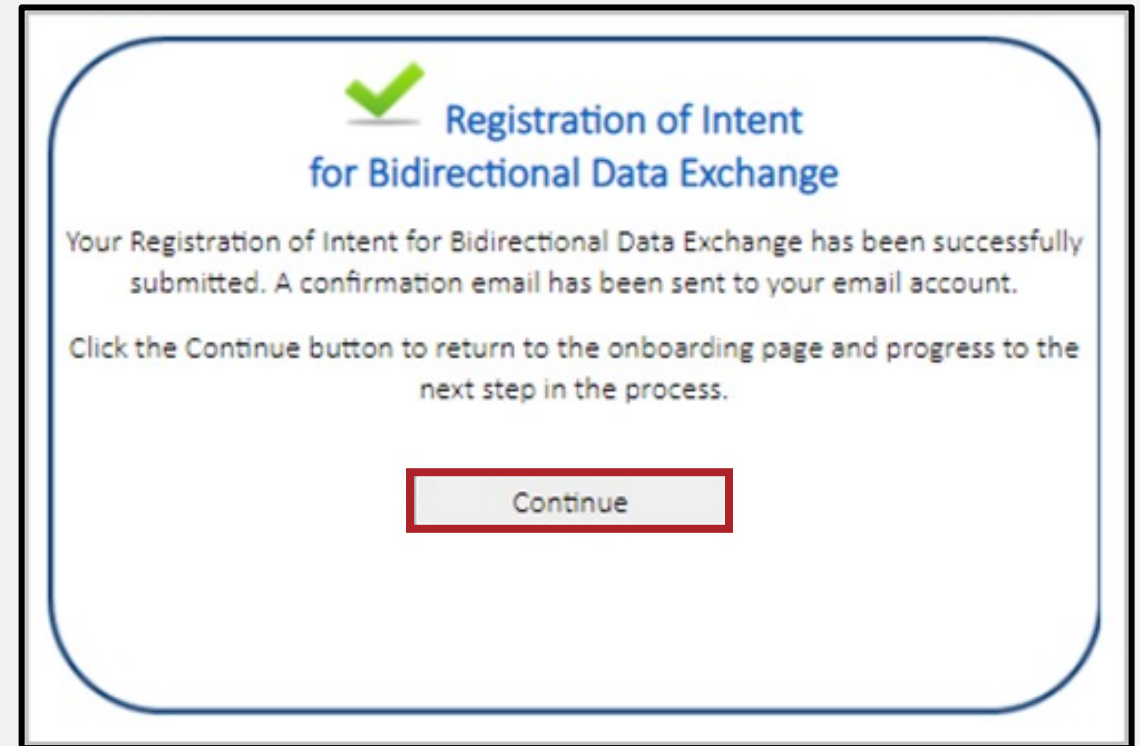 Registration of Intent
for Bidirectional Data Exchange
Your Registration of Intent for Bidirectional Data Exchange has been successfully
submitted. A confirmation email has been sent to your email account.
Click the Continue button to return to the onboarding page and progress to the
next step in the process.
Continue